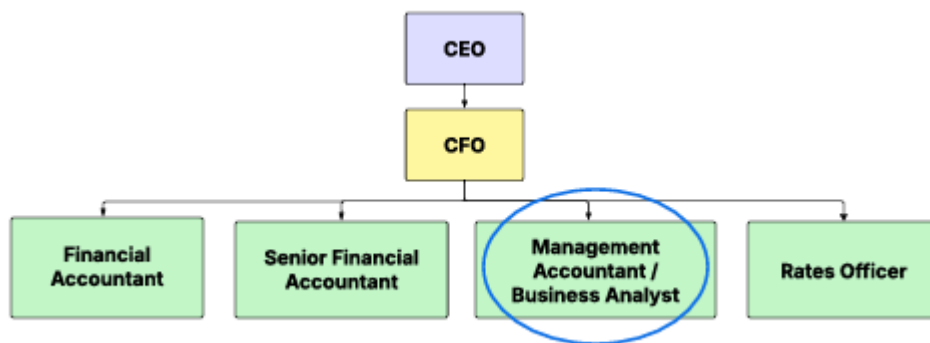 CEO
CFO
Financial
Accountant
Senior Financial
Accountant
Management
Accountant /
Business Analyst
Rates Officer